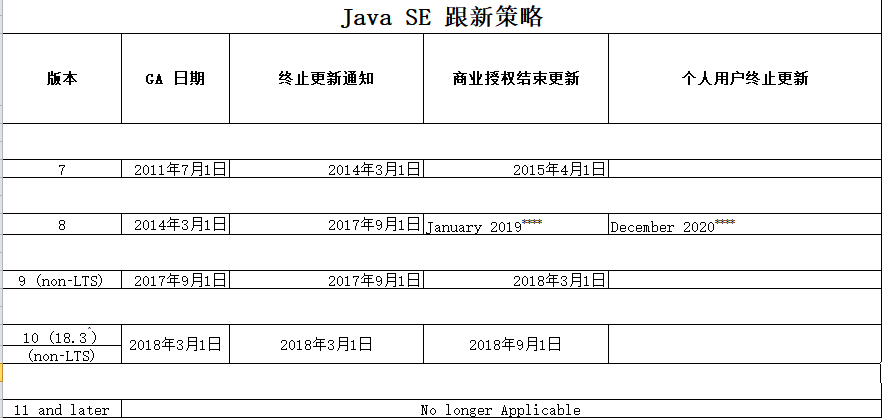 Java SE 跟新策略
版本 GA 日期 终止更新通知 商业授权结束更新 个人用户终止更新
7 2011年7月1日 2014年3月1日 2015年4月1日
8 2014年3月1日 2017年9月1日 January 2019**** December 2020****
9 (non-LTS) 2017年9月1日 2017年9月1日 2018年3月1日
10 (18.3^)
(non-LTS) 2018年3月1日 2018年3月1日 2018年9月1日
11 and later No longer Applicable